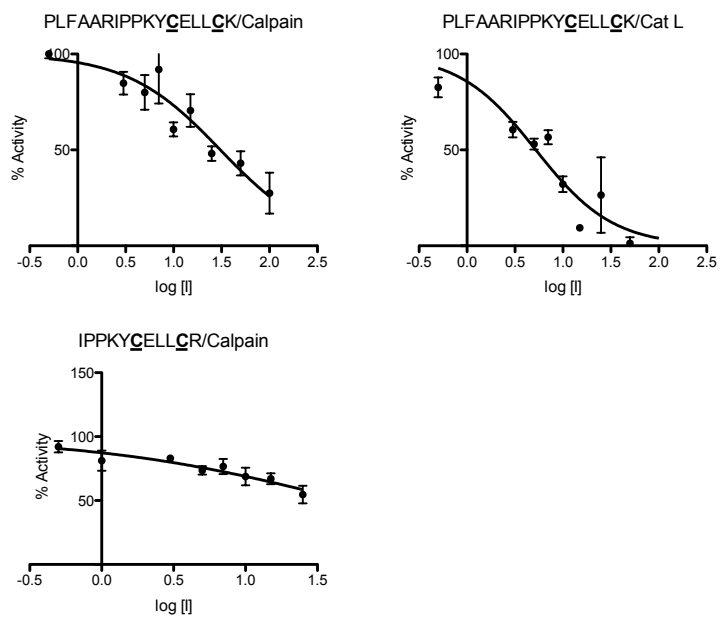 PLFAARIPPKYCELLCK/Calpain
100
50
% Activity
-0.5 0.0 0.5 1.0 1.5 2.0 2.5
log [I]
PLFAARIPPKYCELLCK/Cat L
100
50
% Activity
-0.5 0.0 0.5 1.0 1.5 2.0 2.5
log [I]
IPPKYCELLCR/Calpain
150
100
50
% Activity
-0.5 0.0 0.5 1.0 1.5
log [I]